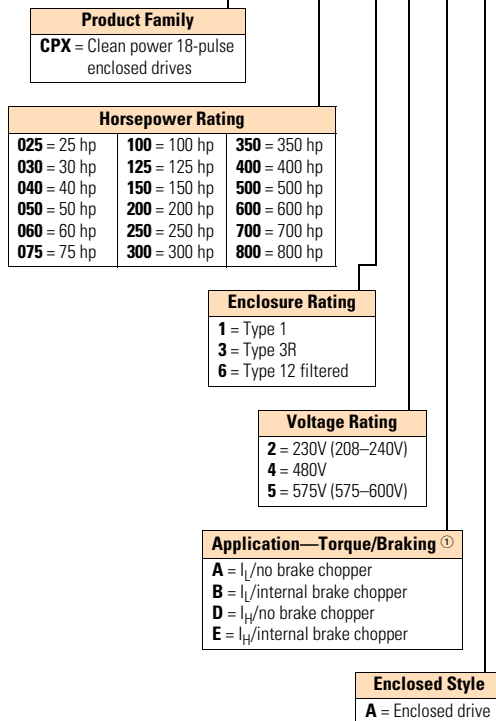 Product Family
CPX = Clean power 18-pulse
enclosed drives
Horsepower Rating
025 = 25 hp 100 = 100 hp 350 = 350 hp
030 = 30 hp 125 = 125 hp 400 = 400 hp
040 = 40 hp 150 = 150 hp 500 = 500 hp
050 = 50 hp 200 = 200 hp 600 = 600 hp
060 = 60 hp 250 = 250 hp 700 = 700 hp
075 = 75 hp 300 = 300 hp 800 = 800 hp
Enclosure Rating
1 = Type 1
3 = Type 3R
6 = Type 12 filtered
Voltage Rating
2 = 230V (208–240V)
4 = 480V
5 = 575V (575–600V)
Application—Torque/Braking ①
A = IL/no brake chopper
B = IL/internal brake chopper
D = IH/no brake chopper
E = IH/internal brake chopper
Enclosed Style
A = Enclosed drive